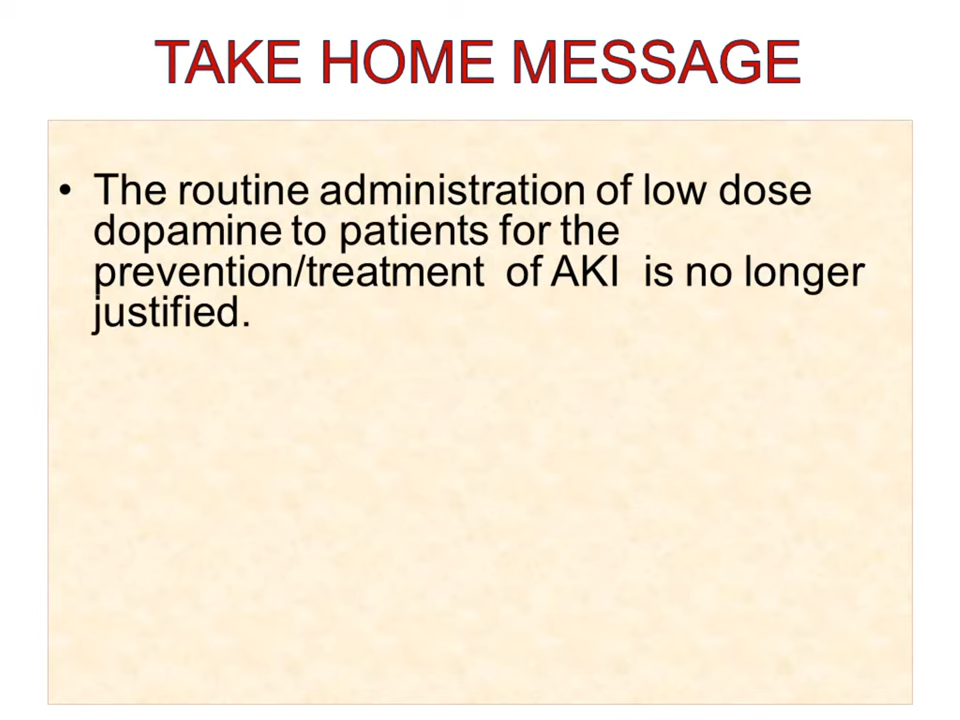 TAKE HOME MESSAGE
• The routine administration of low dose
dopamine to patients for the
prevention/treatment of AKI is no longer
justified.